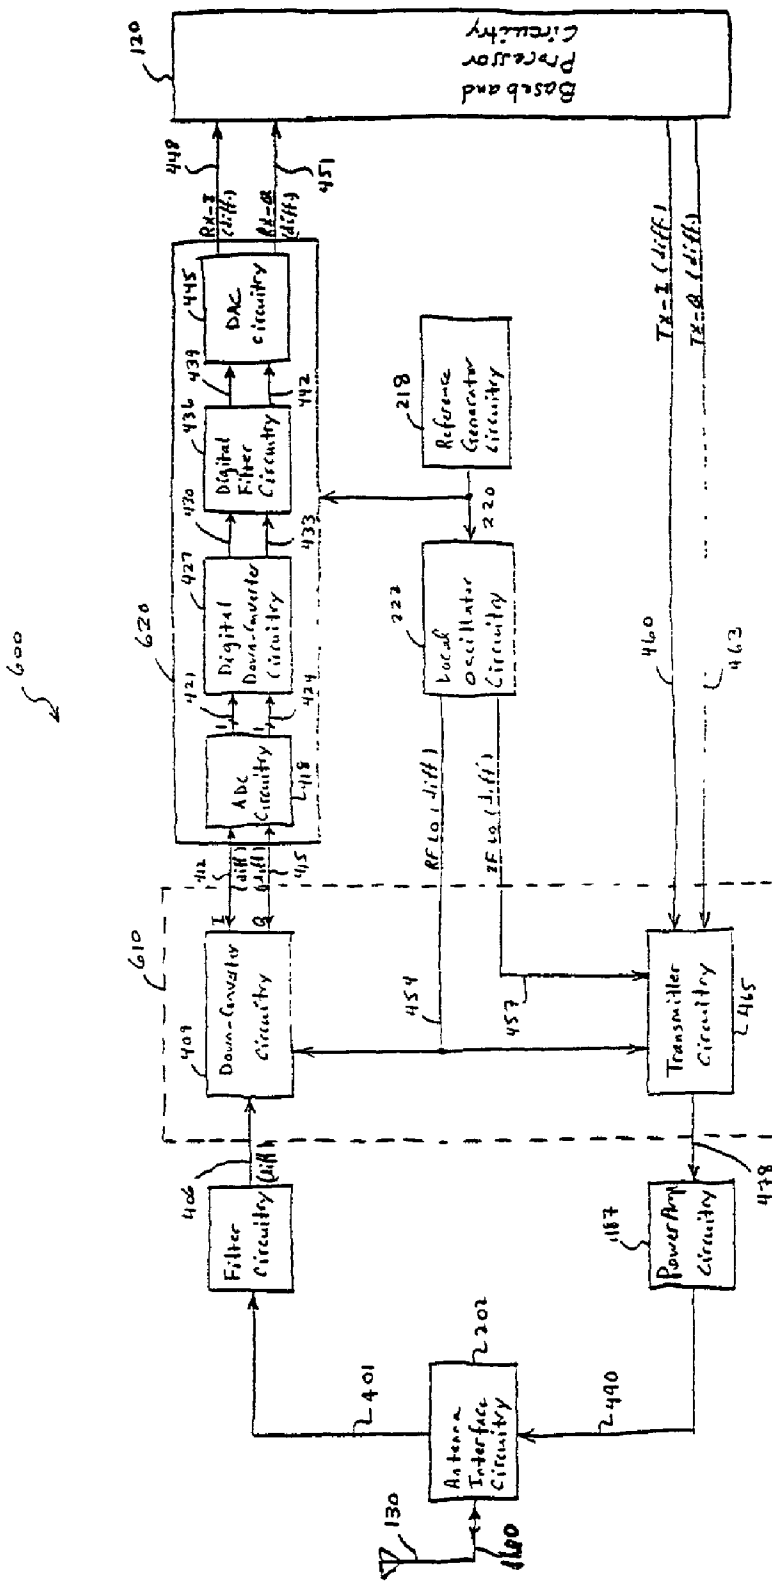 600
620
610
120
Baseband
Processor
Circuitry
448
Rx-I
(diff.)
451
Rx-Q
(diff.)
445
DAC
Circuitry
439
442
436
Digital
Filter
Circuitry
430
433
427
Digital
Down-Converter
Circuitry
421
424
1
1
ADC
Circuitry
418
412
(diff)
(diff)
415
I
Q
409
Down-Converter
Circuitry
406
(diff)
Filter
Circuitry
401
218
Reference
Generator
Circuitry
220
222
Local
Oscillator
Circuitry
RF LO (diff)
IF LO (diff)
454
457
Tx-I (diff.)
Tx-Q (diff.)
460
463
Transmitter
Circuitry
465
478
187
Power Amp
Circuitry
490
202
Antenna
Interface
Circuitry
130
1160